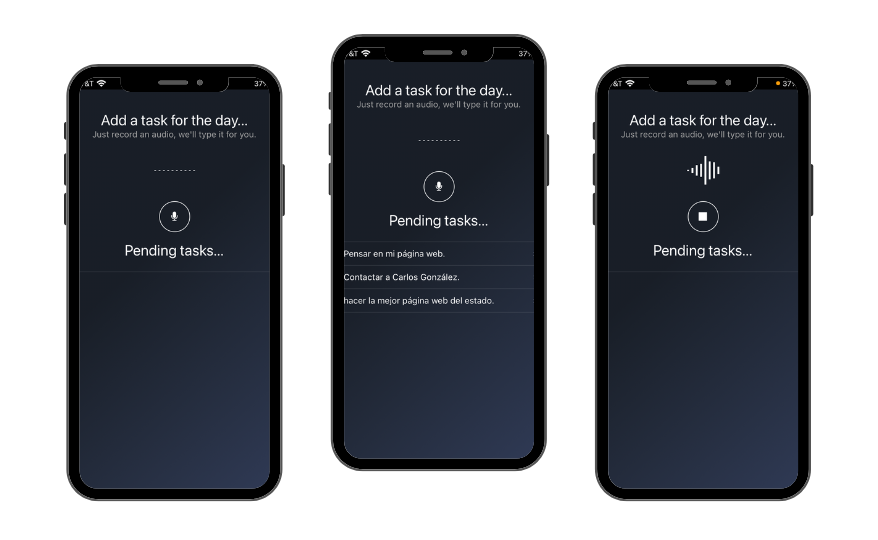 &T
37%
Add a task for the day...
Just record an audio, we'll type it for you.
Pending tasks...
&T
37%
Add a task for the day...
Just record an audio, we'll type it for you.
Pending tasks...
Pensar en mi página web.
Contactar a Carlos González.
hacer la mejor página web del estado.
&T
37%
Add a task for the day...
Just record an audio, we'll type it for you.
Pending tasks...